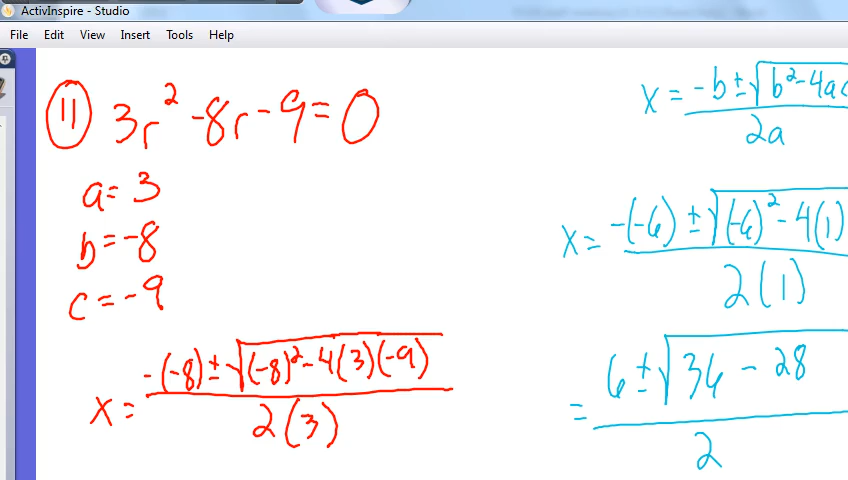 ActivInspire - Studio
File Edit View Insert Tools Help
11 3r² -8r -9=0
a= 3
b= -8
c= -9
x= -(-8) ± √(-8)² - 4(3)(-9)
2(3)
x= -b ± √b² - 4ac
2a
x= -(-6) ± √(-6)² - 4(1)
2(1)
= 6 ± √36 - 28
2